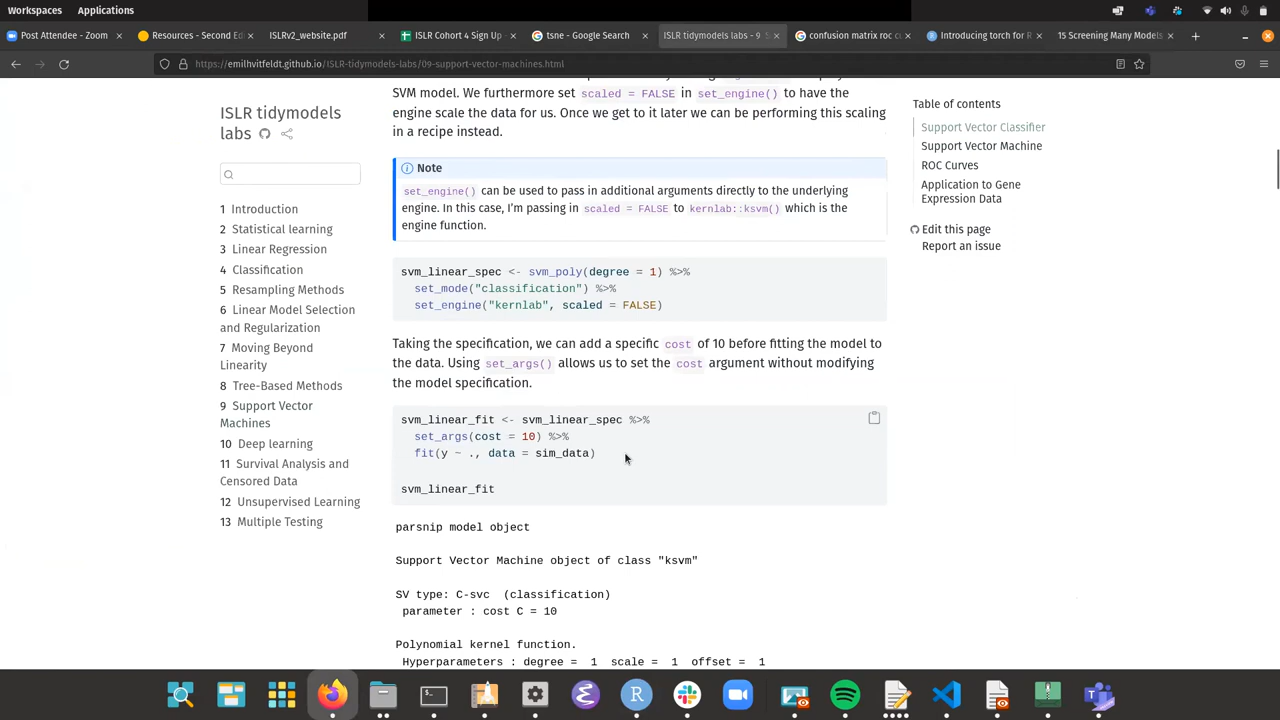 Workspaces Applications
Post Attendee - Zoom
Resources - Second Ed
ISLRv2_website.pdf
ISLR Cohort 4 Sign Up
tsne - Google Search
ISLR tidymodels labs - 9 S
confusion matrix roc cu
Introducing torch for R
15 Screening Many Models
https://emilhvitfeldt.github.io/ISLR-tidymodels-labs/09-support-vector-machines.html
ISLR tidymodels
labs
1 Introduction
2 Statistical learning
3 Linear Regression
4 Classification
5 Resampling Methods
6 Linear Model Selection
and Regularization
7 Moving Beyond
Linearity
8 Tree-Based Methods
9 Support Vector
Machines
10 Deep learning
11 Survival Analysis and
Censored Data
12 Unsupervised Learning
13 Multiple Testing
SVM model. We furthermore set scaled = FALSE in set_engine() to have the
engine scale the data for us. Once we get to it later we can be performing this scaling
in a recipe instead.
Note
set_engine() can be used to pass in additional arguments directly to the underlying
engine. In this case, I'm passing in scaled = FALSE to kernlab::ksvm() which is the
engine function.
svm_linear_spec <- svm_poly(degree = 1) %>%
set_mode("classification") %>%
set_engine("kernlab", scaled = FALSE)
Taking the specification, we can add a specific cost of 10 before fitting the model to
the data. Using set_args() allows us to set the cost argument without modifying
the model specification.
svm_linear_fit <- svm_linear_spec %>%
set_args(cost = 10) %>%
fit(y ~ ., data = sim_data)
svm_linear_fit
parsnip model object
Support Vector Machine object of class "ksvm"
SV type: C-svc (classification)
parameter : cost C = 10
Polynomial kernel function.
Hyperparameters : degree = 1 scale = 1 offset = 1
Table of contents
Support Vector Classifier
Support Vector Machine
ROC Curves
Application to Gene
Expression Data
Edit this page
Report an issue